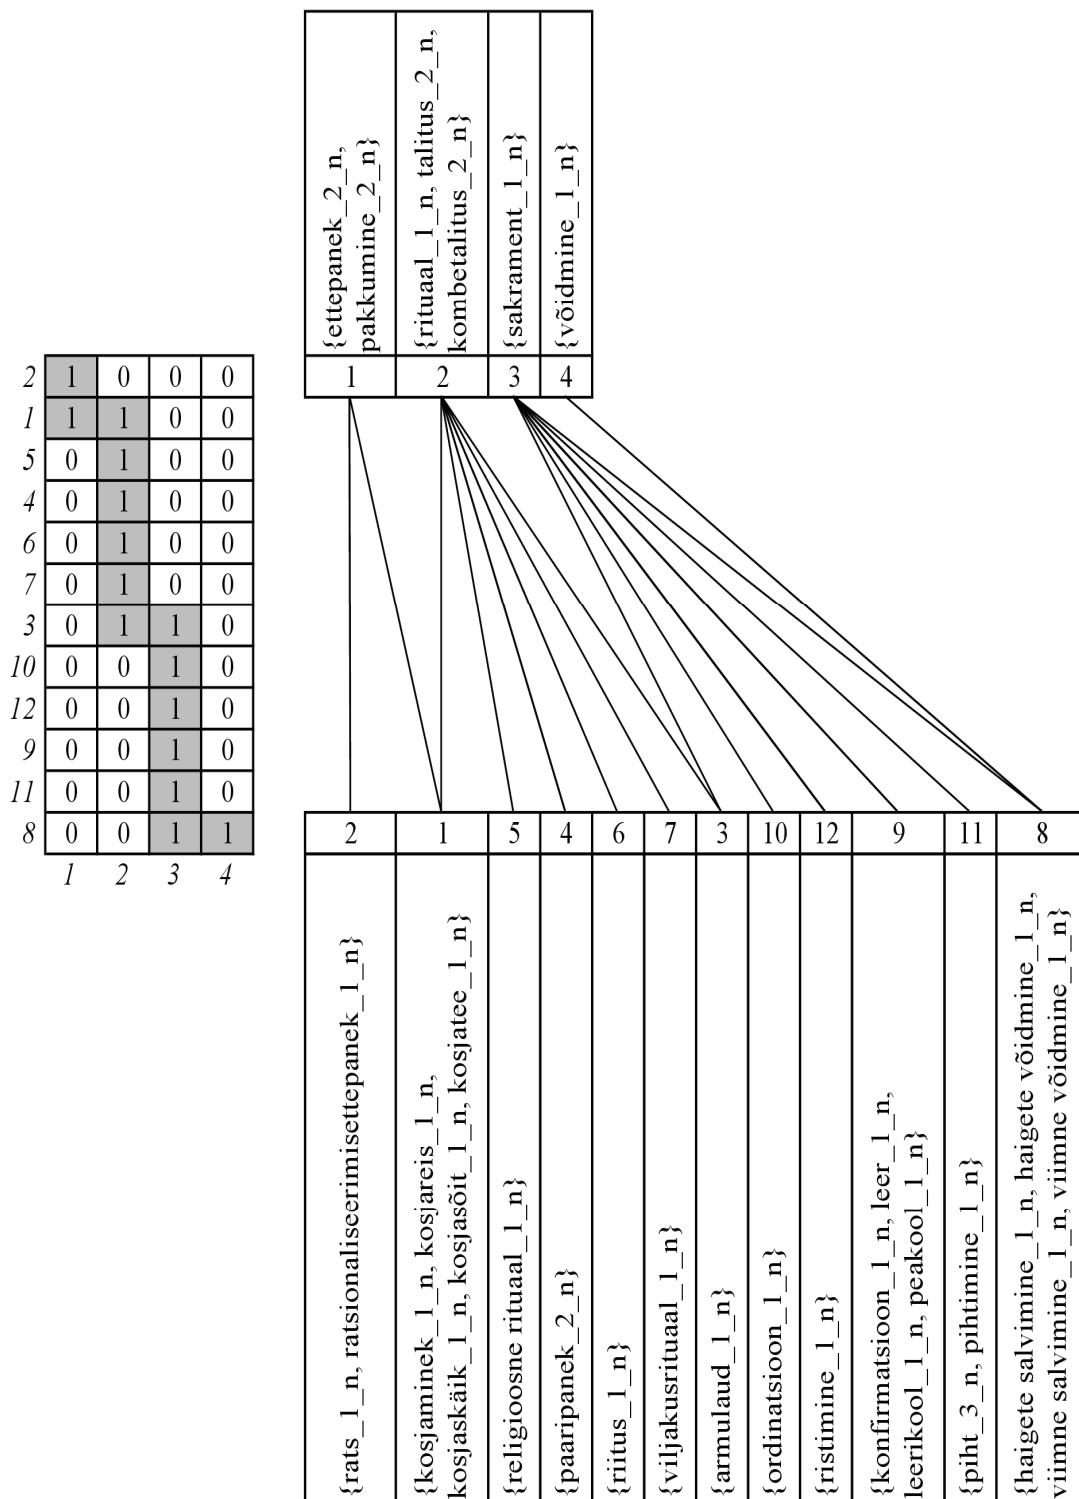 {ettepanek_2_n,
pakkumine_2_n}
{rituaal_1_n, talitus_2_n,
kombetalitus_2_n}
{sakrament_1_n}
{võidmine_1_n}
1 2 3 4
2 1 0 0 0
1 1 1 0 0
5 0 1 0 0
4 0 1 0 0
6 0 1 0 0
7 0 1 0 0
3 0 1 1 0
10 0 0 1 0
12 0 0 1 0
9 0 0 1 0
11 0 0 1 0
8 0 0 1 1
1 2 3 4
2 1 5 4 6 7 3 10 12 9 11 8
{rats_1_n, ratsionaliseerimisettepanek_1_n}
{kosjaminek_1_n, kosjareis_1_n,
kojaskäik_1_n, kosjasõit_1_n, kosjatee_1_n}
{religioosne rituaal_1_n}
{paaripanek_2_n}
{riitus_1_n}
{viljakusrituaal_1_n}
{armulaud_1_n}
{ordinatsioon_1_n}
{ristimine_1_n}
{konfirmatsioon_1_n, leer_1_n,
leerikool_1_n, peakool_1_n}
{piht_3_n, pihtimine_1_n}
{haigete salvimine_1_n, haigete võidmine_1_n,
viimne salvimine_1_n, viimne võidmine_1_n}